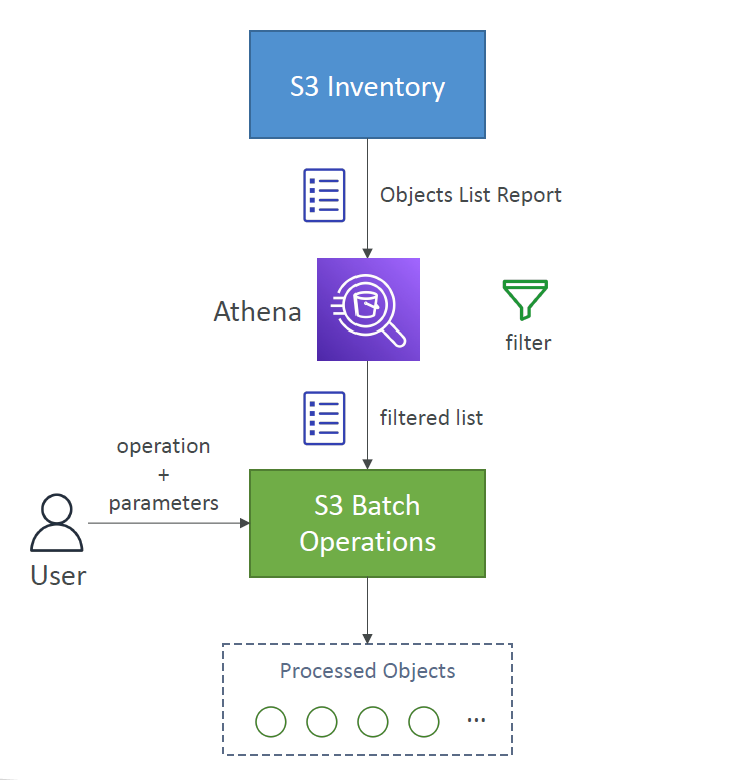 S3 Inventory
Objects List Report
Athena
filter
filtered list
operation
+
parameters
User
S3 Batch
Operations
Processed Objects
...